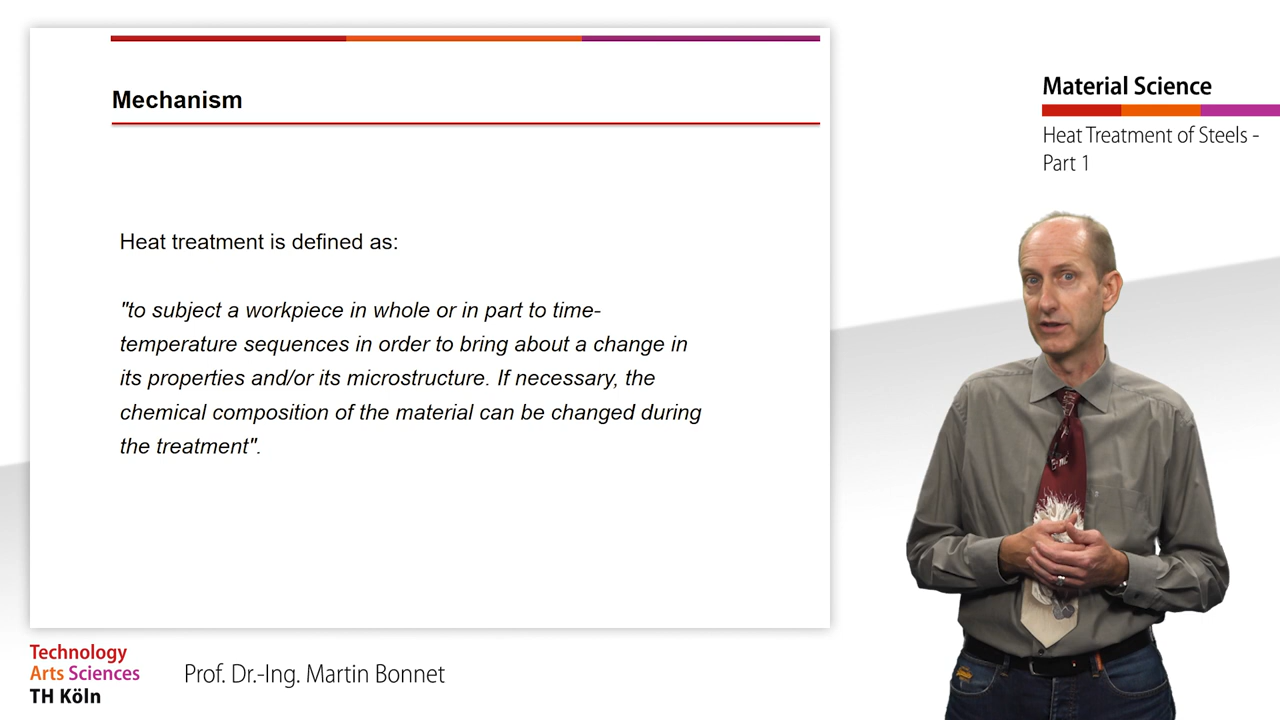 Mechanism
Heat treatment is defined as:
"to subject a workpiece in whole or in part to time-
temperature sequences in order to bring about a change in
its properties and/or its microstructure. If necessary, the
chemical composition of the material can be changed during
the treatment".
Material Science
Heat Treatment of Steels -
Part 1
Technology
Arts Sciences
TH Köln
Prof. Dr.-Ing. Martin Bonnet